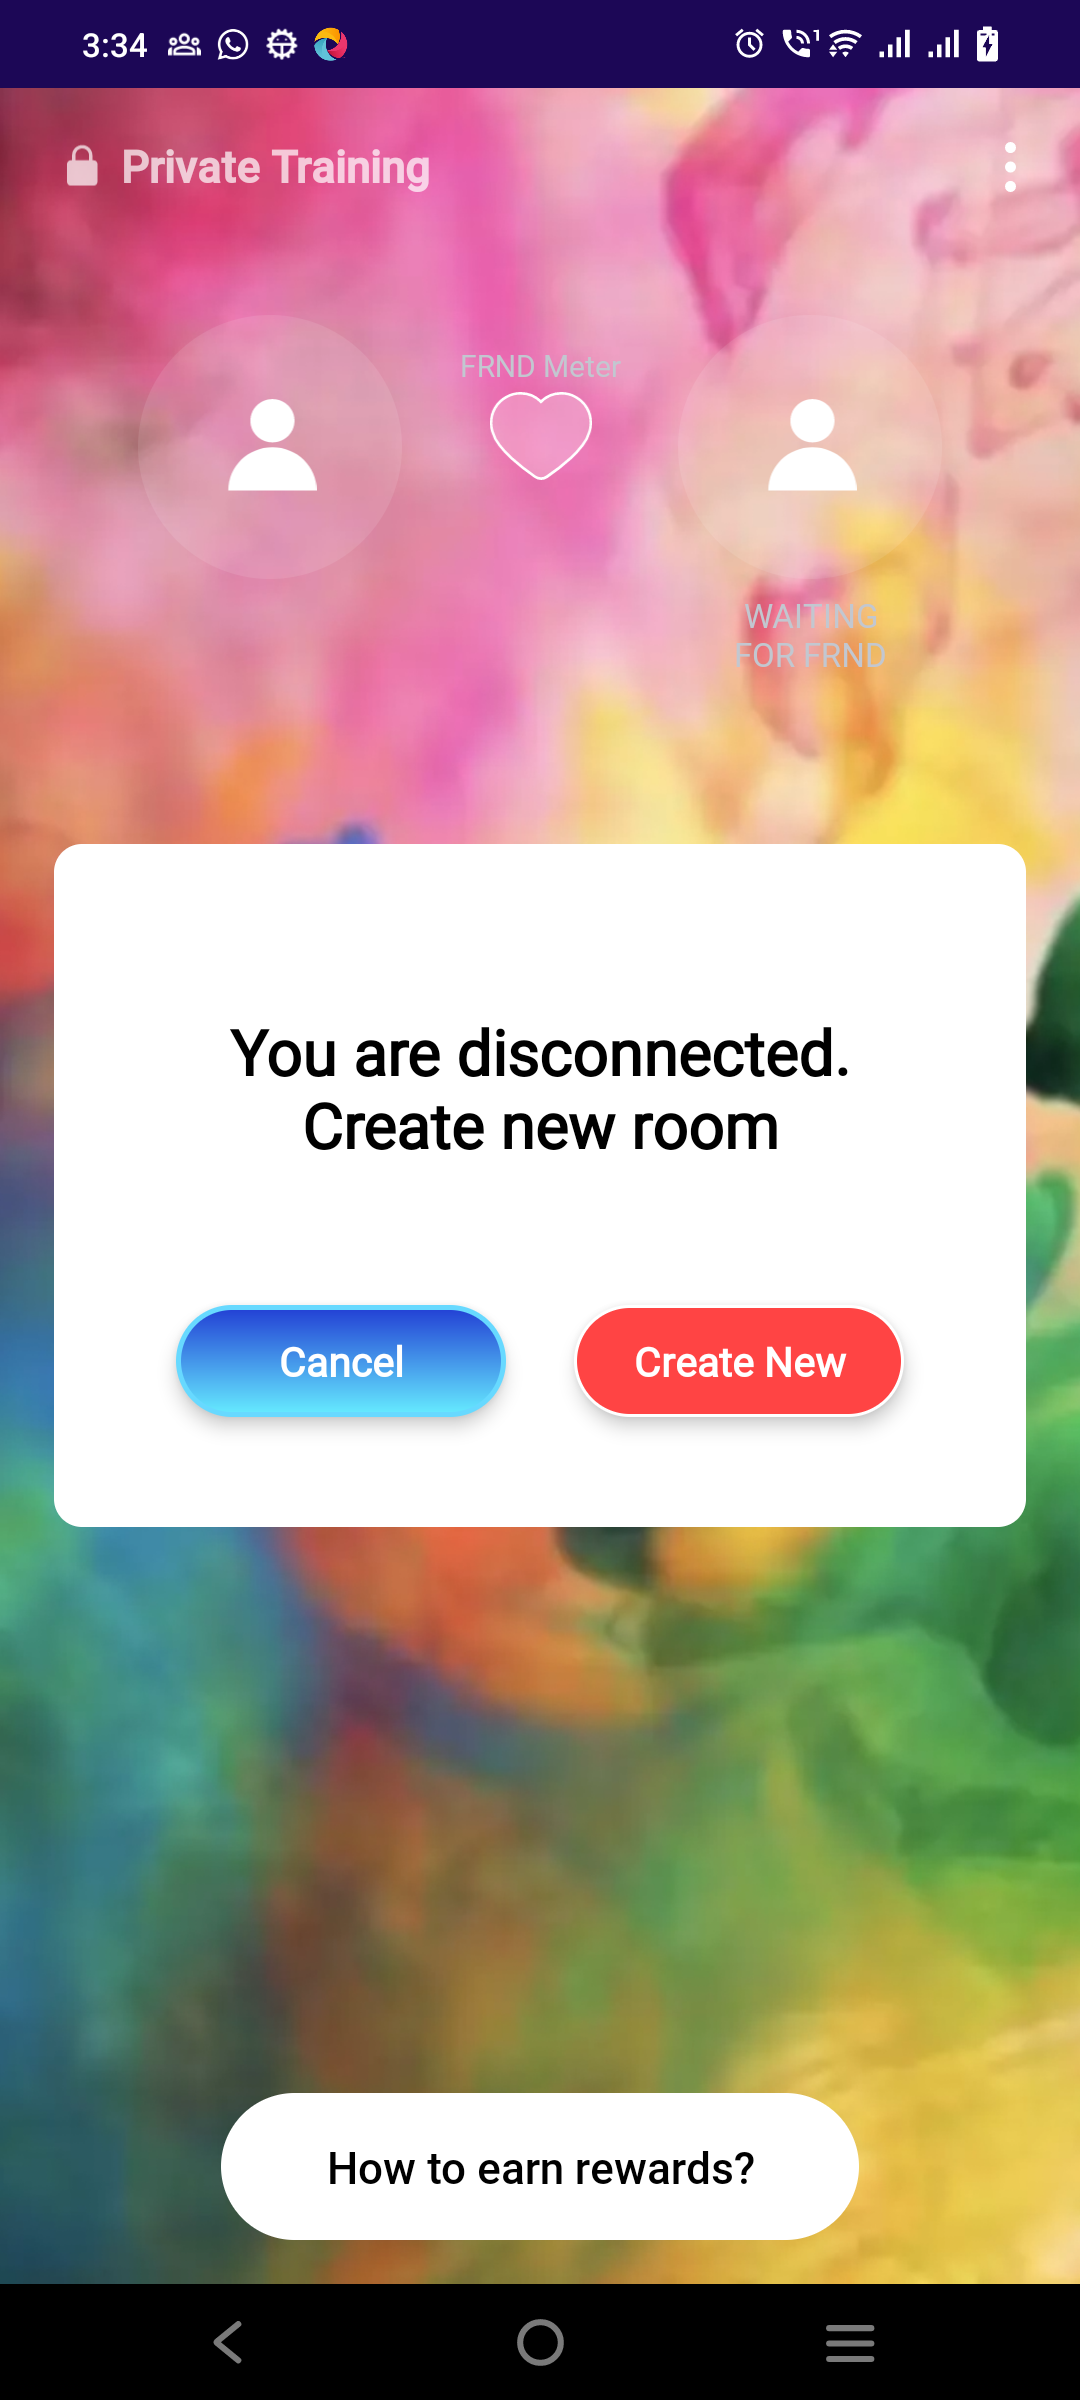 3:34
Private Training
FRND Meter
WAITING
FOR FRND
You are disconnected.
Create new room
Cancel
Create New
How to earn rewards?